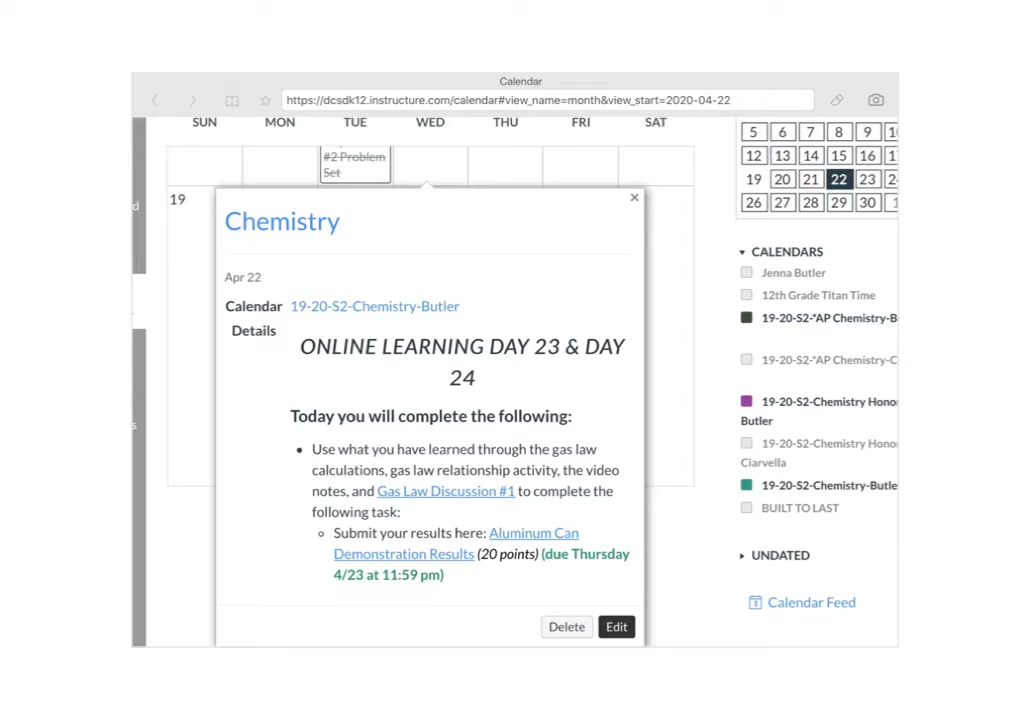 Calendar
https://dcsdk12.instructure.com/calendar#view_name=month&view_start=2020-04-22
SUN MON TUE WED THU FRI SAT
#2 Problem
Set
19
×
Chemistry
Apr 22
Calendar 19-20-S2-Chemistry-Butler
Details
ONLINE LEARNING DAY 23 & DAY
24
Today you will complete the following:
• Use what you have learned through the gas law
calculations, gas law relationship activity, the video
notes, and Gas Law Discussion #1 to complete the
following task:
Submit your results here: Aluminum Can
Demonstration Results (20 points) (due Thursday
4/23 at 11:59 pm)
Delete Edit
5 6 7 8 9
12 13 14 15 16
19 20 21 22 23
26 27 28 29 30
CALENDARS
Jenna Butler
12th Grade Titan Time
19-20-S2-*AP Chemistry-B
19-20-S2-*AP Chemistry-C
19-20-S2-Chemistry Hono
Butler
19-20-S2-Chemistry Hono
Ciarvella
19-20-S2-Chemistry-Butle
BUILT TO LAST
UNDATED
Calendar Feed